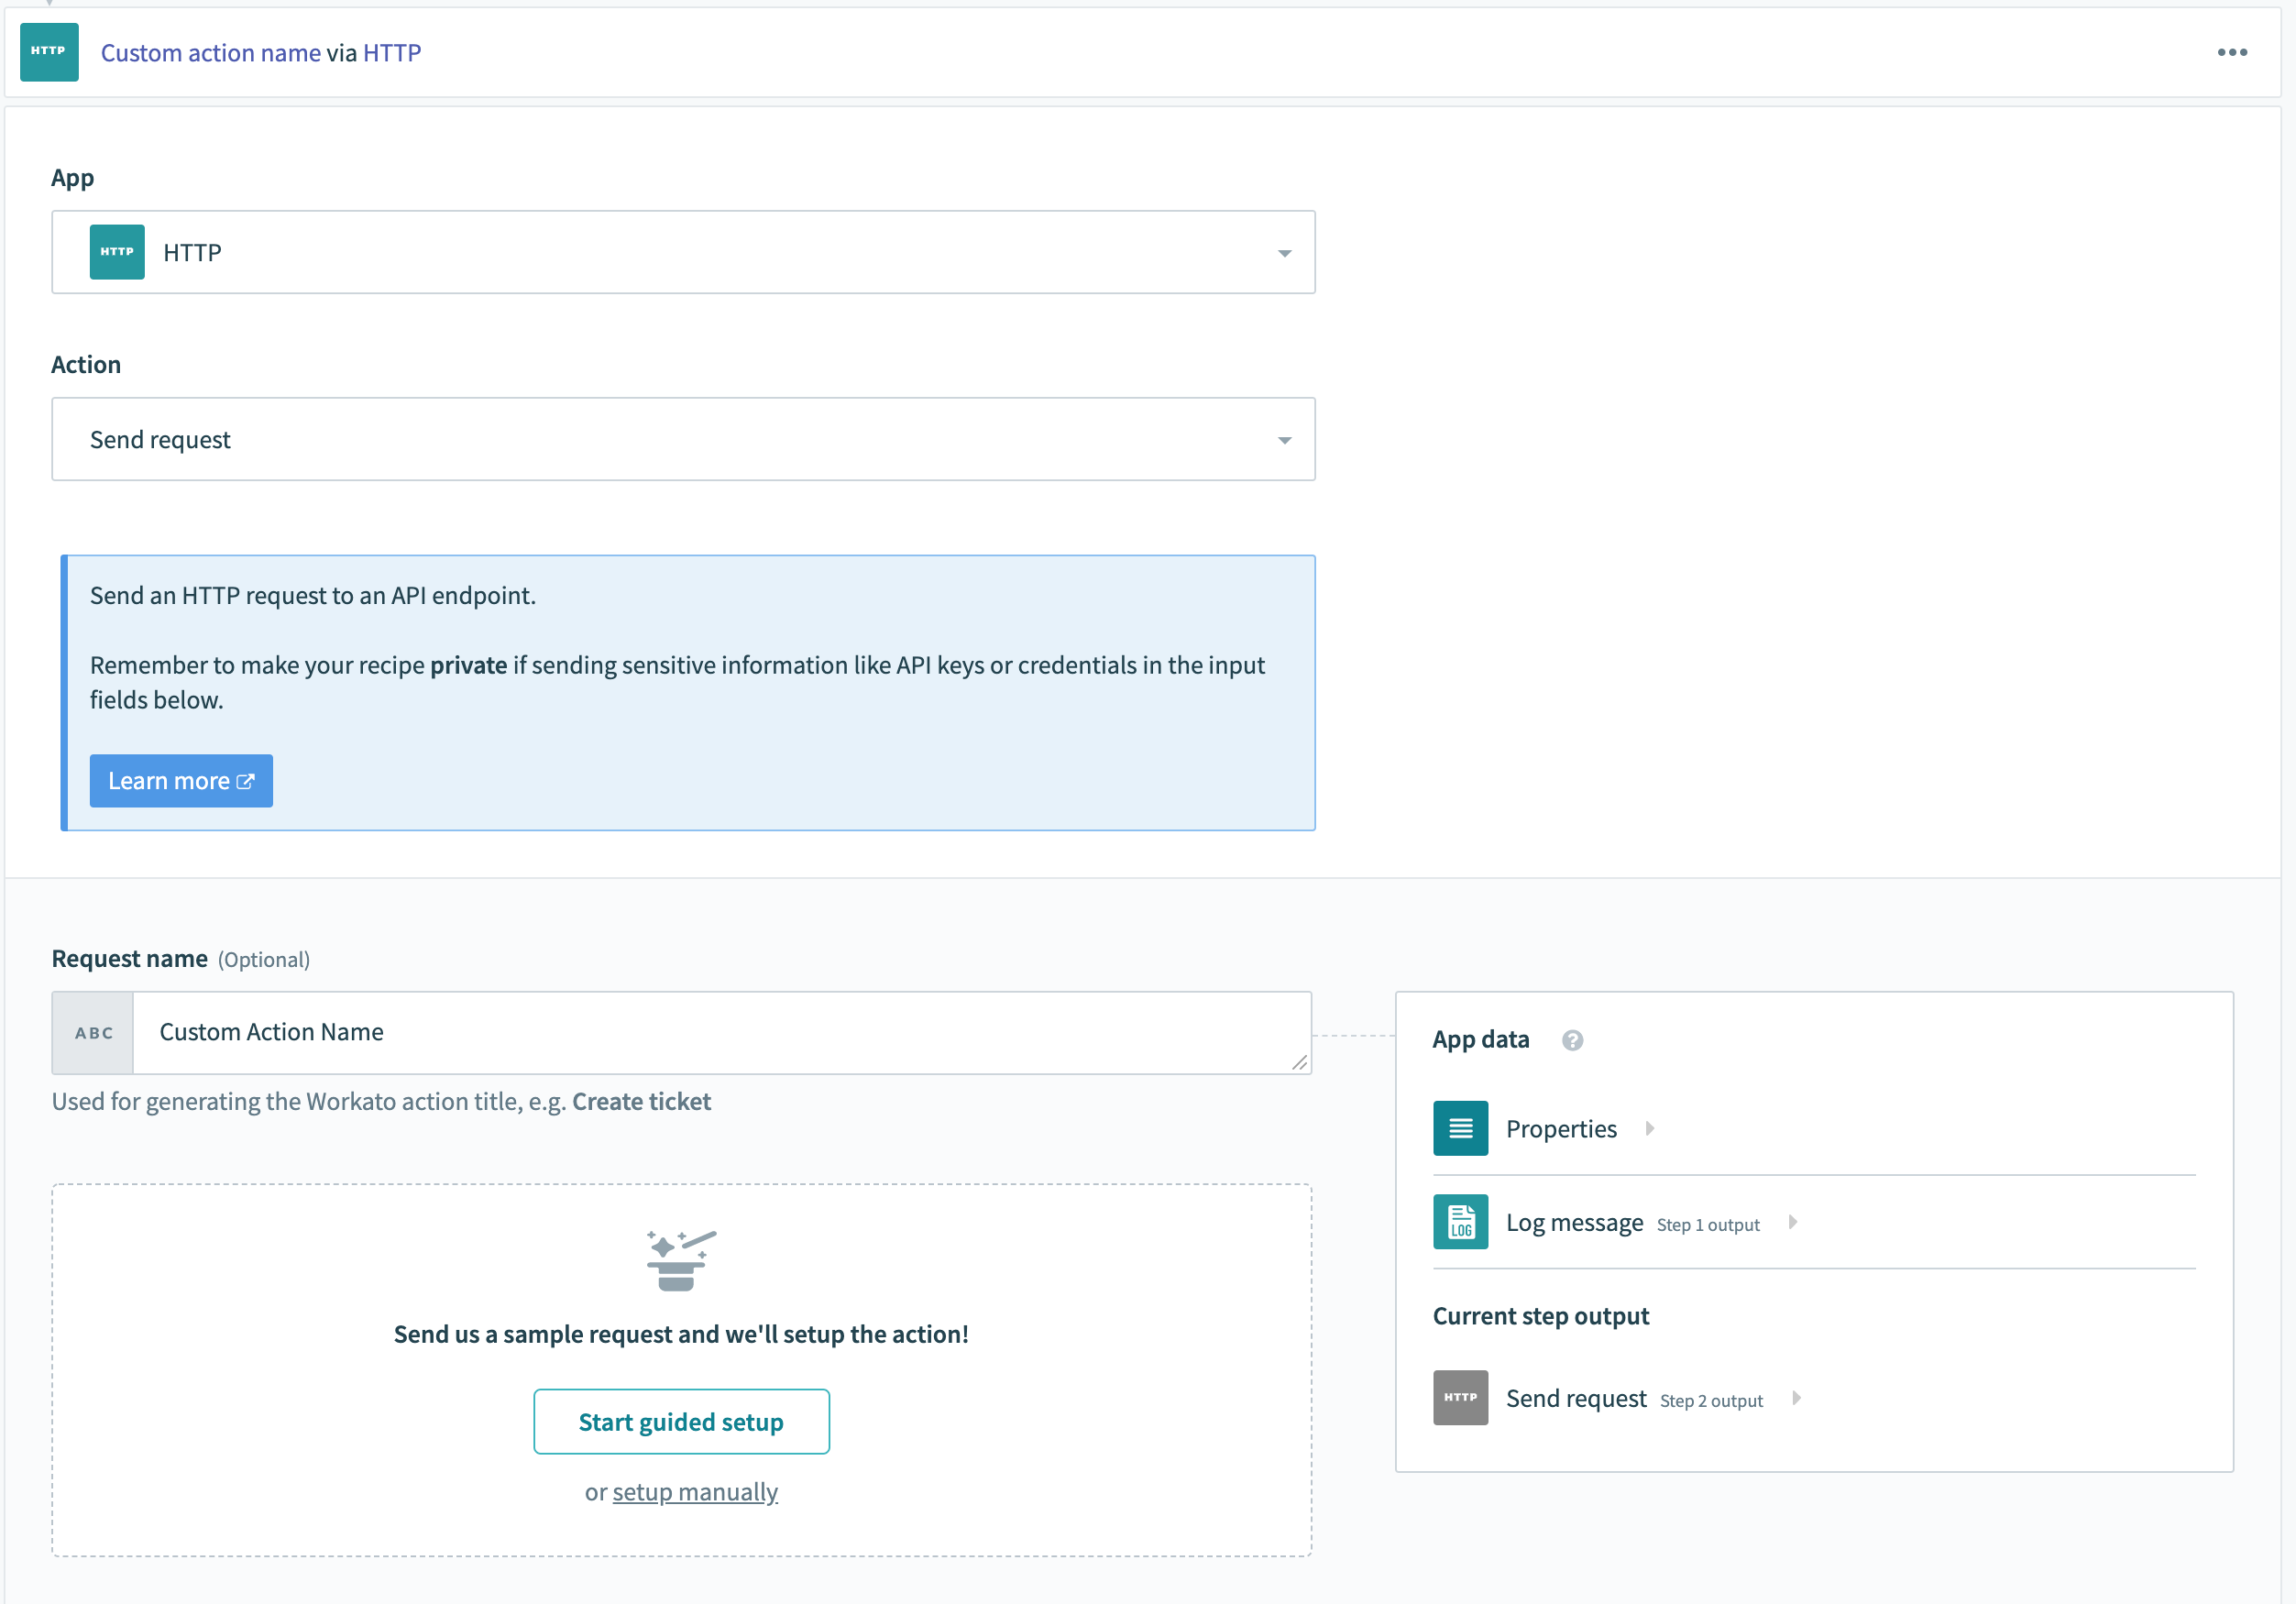 HTTP
Custom action name via HTTP
App
HTTP
HTTP
Action
Send request
Send an HTTP request to an API endpoint.
Remember to make your recipe private if sending sensitive information like API keys or credentials in the input
fields below.
Learn more
Request name (Optional)
ABC
Custom Action Name
Used for generating the Workato action title, e.g. Create ticket
Send us a sample request and we'll setup the action!
Start guided setup
or setup manually
App data ?
Properties
LOG
Log message Step 1 output
Current step output
HTTP
Send request Step 2 output